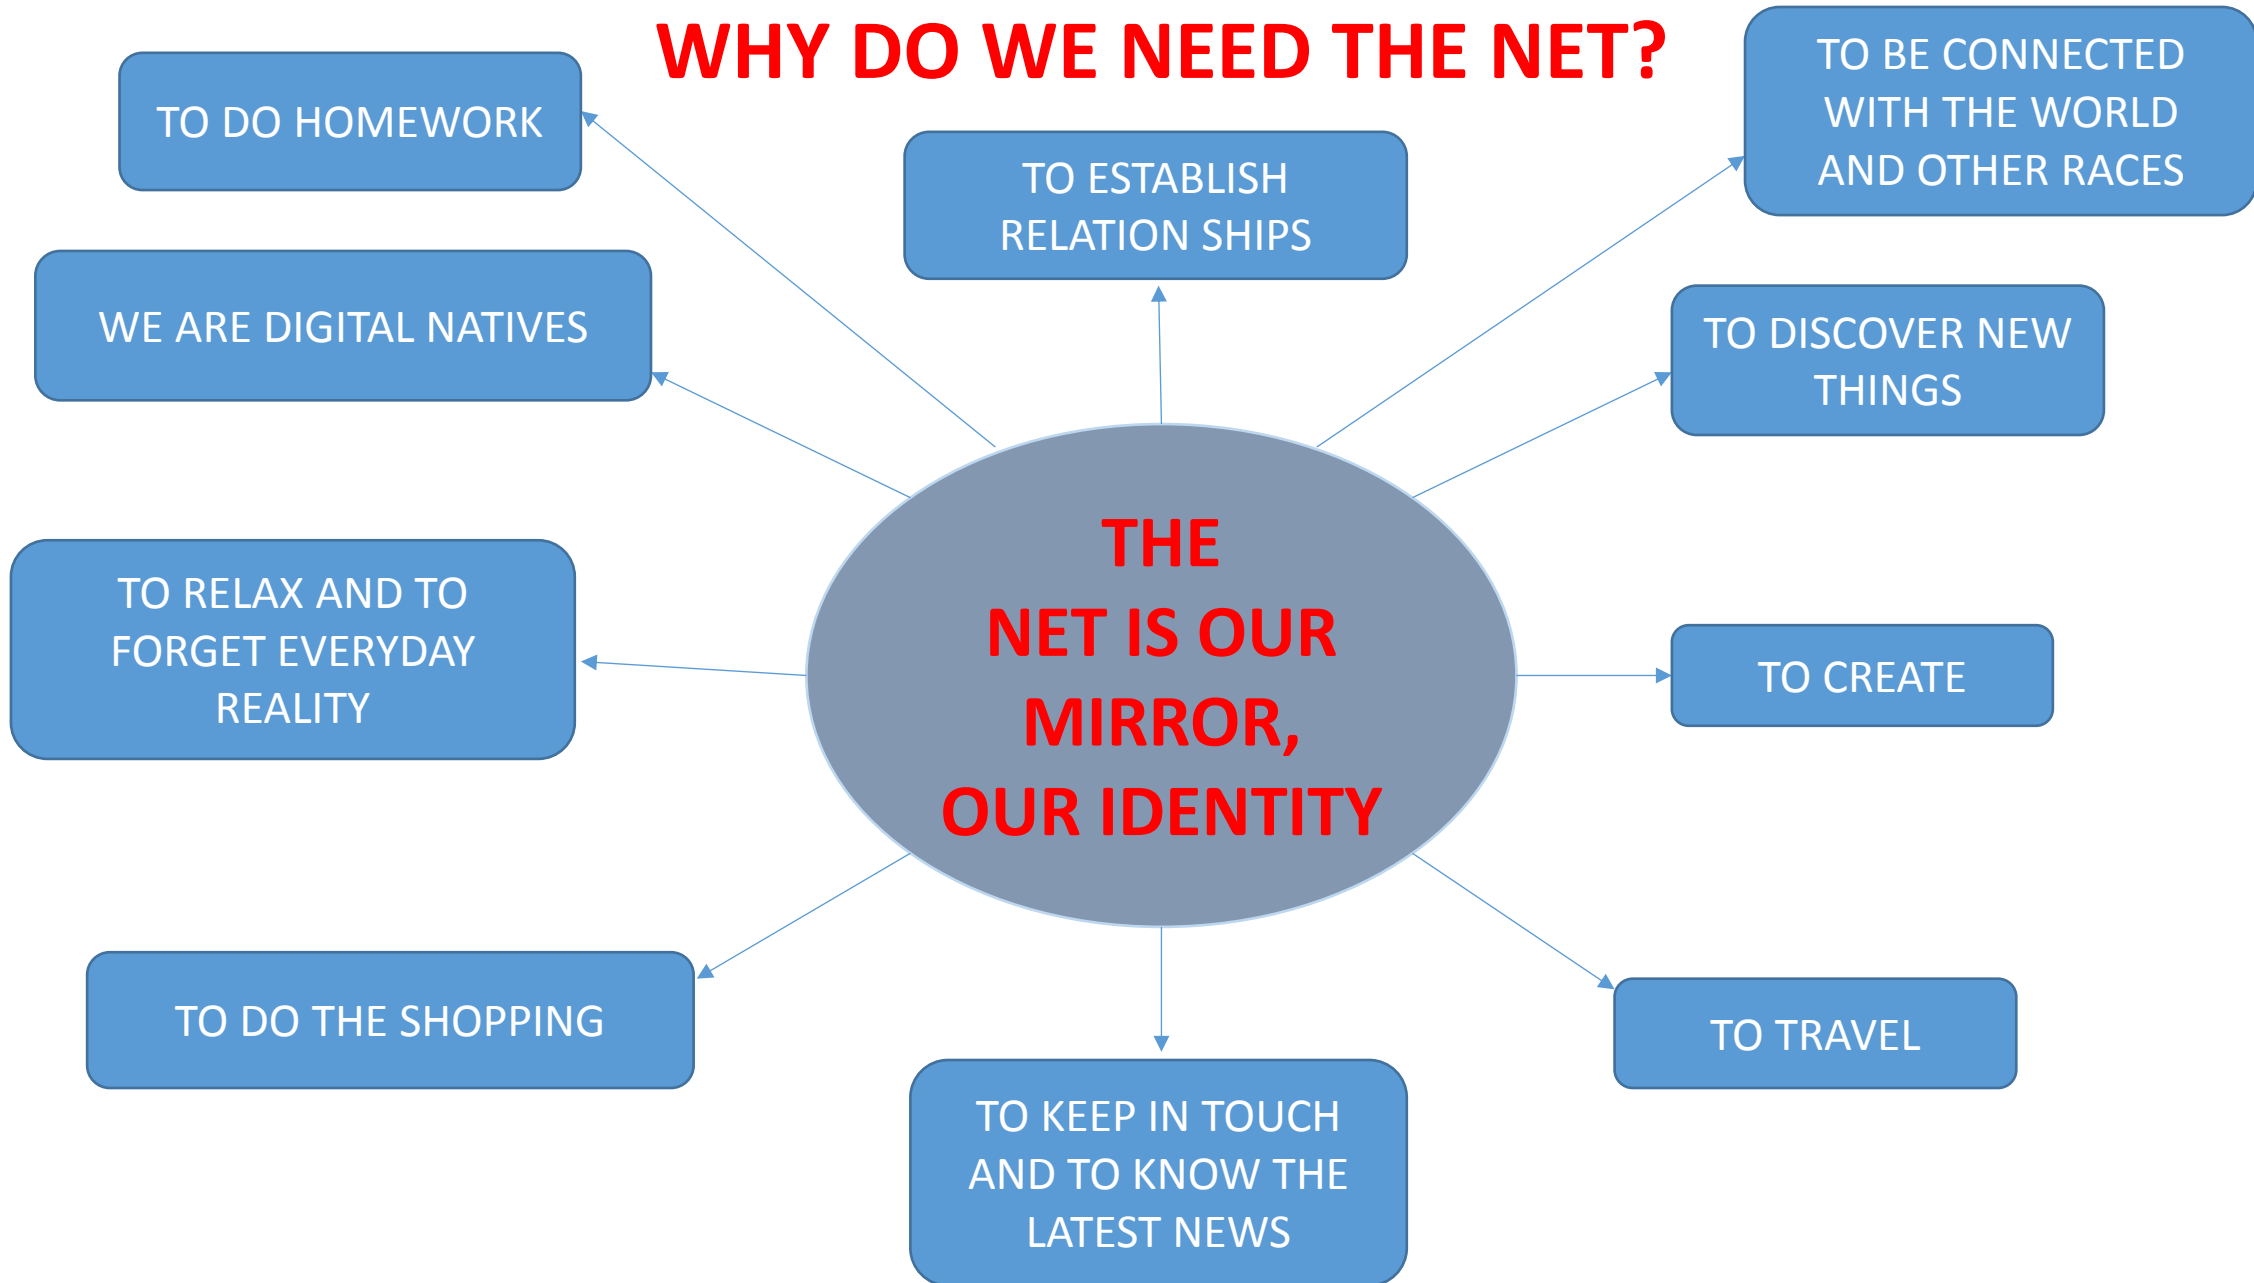 WHY DO WE NEED THE NET?
TO DO HOMEWORK
TO ESTABLISH
RELATION SHIPS
TO BE CONNECTED
WITH THE WORLD
AND OTHER RACES
WE ARE DIGITAL NATIVES
TO DISCOVER NEW
THINGS
THE
NET IS OUR
MIRROR,
OUR IDENTITY
TO RELAX AND TO
FORGET EVERYDAY
REALITY
TO CREATE
TO DO THE SHOPPING
TO TRAVEL
TO KEEP IN TOUCH
AND TO KNOW THE
LATEST NEWS